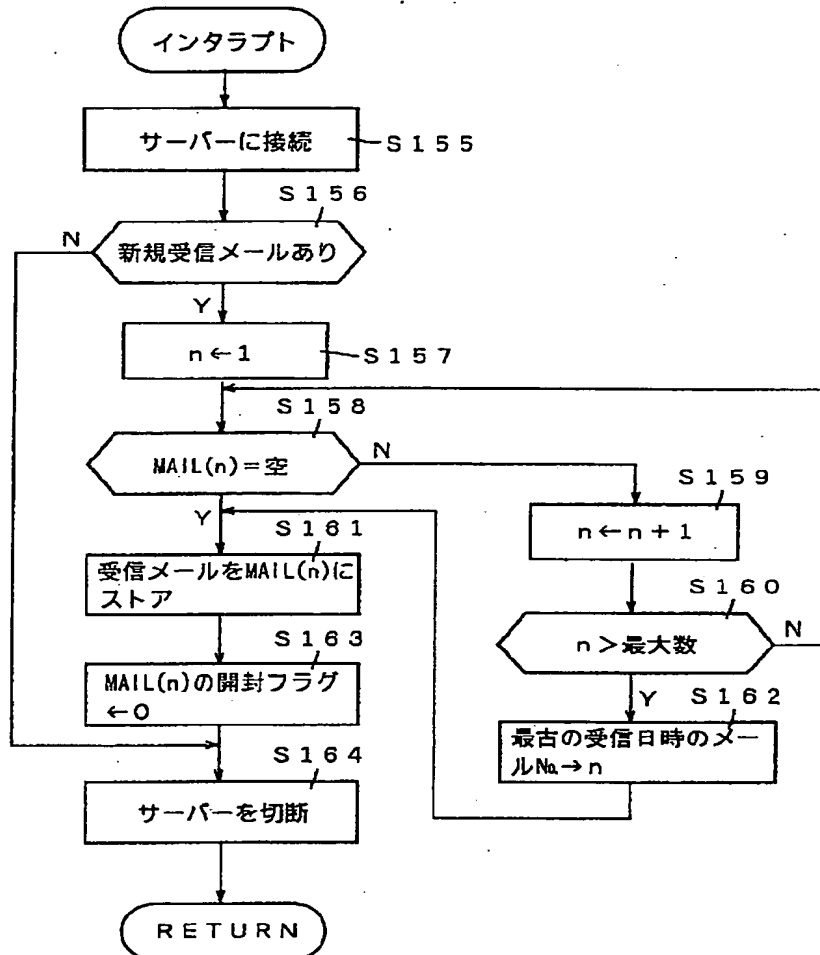 インタラプト
サーバーに接続
S155
S156
新規受信メールあり
N
Y
n←1
S157
S158
MAIL(n)=空
N
Y
S159
n←n+1
S160
n>最大数
N
Y
S161
受信メールをMAIL(n)に
ストア
S162
最古の受信日時のメー
ル№→n
S163
MAIL(n)の開封フラグ
←0
S164
サーバーを切断
RETURN